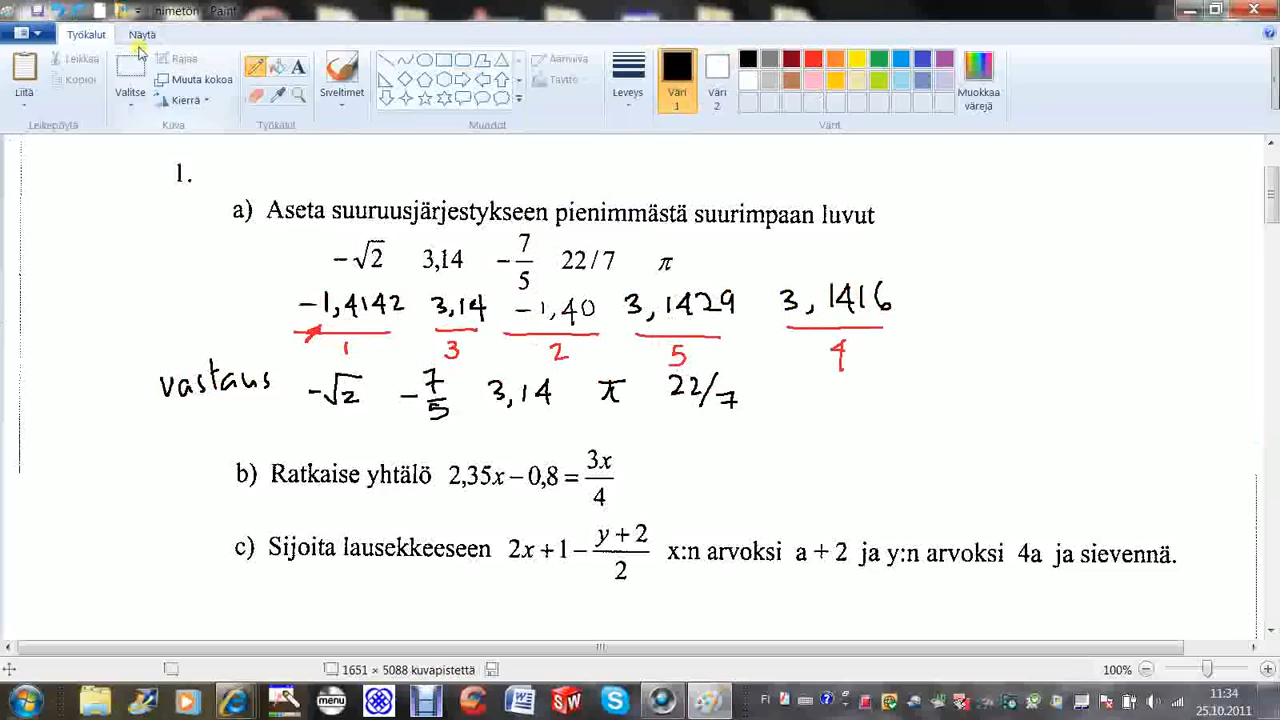 nimetön - Paint
Työkalut Näytä
Liitä
Leikkaa
Kopioi
Leikepöytä
Valitse
Rajaa
Muuta kokoa
Kierrä
Kuva
A
Työkalut
Siveltimet
Muodot
Ääriviiva
Täyttö
Leveys
Väri 1
Väri 2
Muokkaa värejä
Värit
1.
a) Aseta suuruusjärjestykseen pienimmästä suurimpaan luvut
-√2 3,14 -7/5 22/7 π
-1,4142 3,14 -1,40 3,1429 3,1416
1 3 2 5 4
vastaus -√2 -7/5 3,14 π 22/7
b) Ratkaise yhtälö 2,35x – 0,8 = 3x/4
c) Sijoita lausekkeeseen 2x + 1 – (y + 2)/2 x:n arvoksi a + 2 ja y:n arvoksi 4a ja sievennä.
1651 × 5088 kuvapistettä 100%
menu FI 11:34
25.10.2011